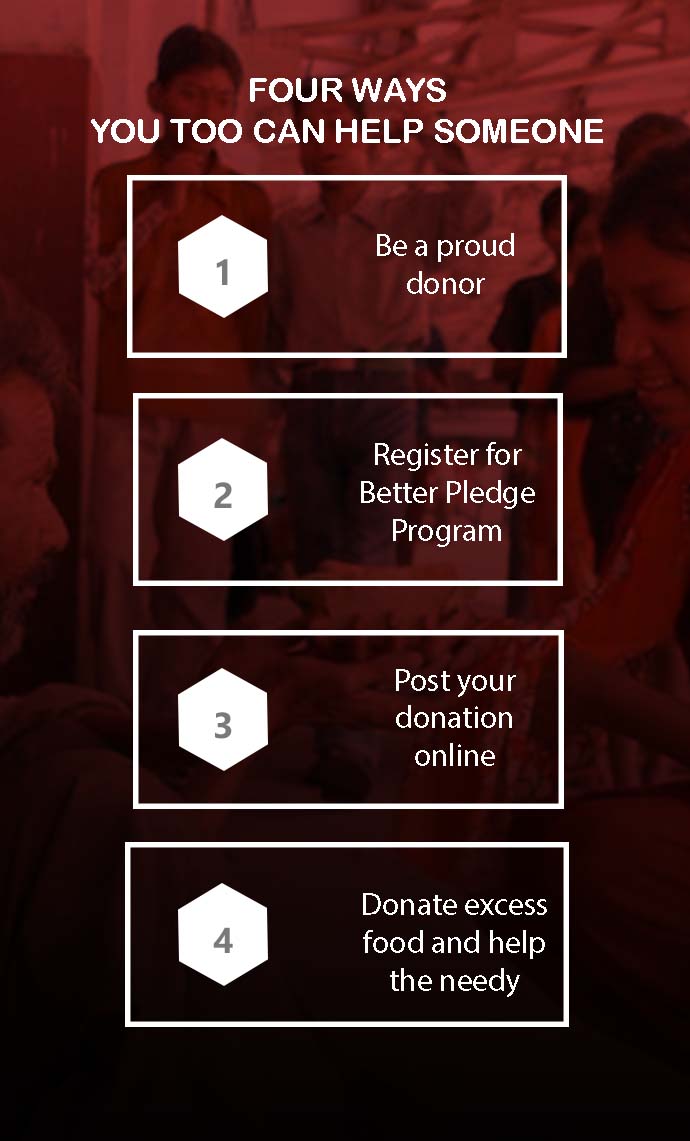 FOUR WAYS
YOU TOO CAN HELP SOMEONE
1
Be a proud
donor
2
Register for
Better Pledge
Program
3
Post your
donation
online
4
Donate excess
food and help
the needy